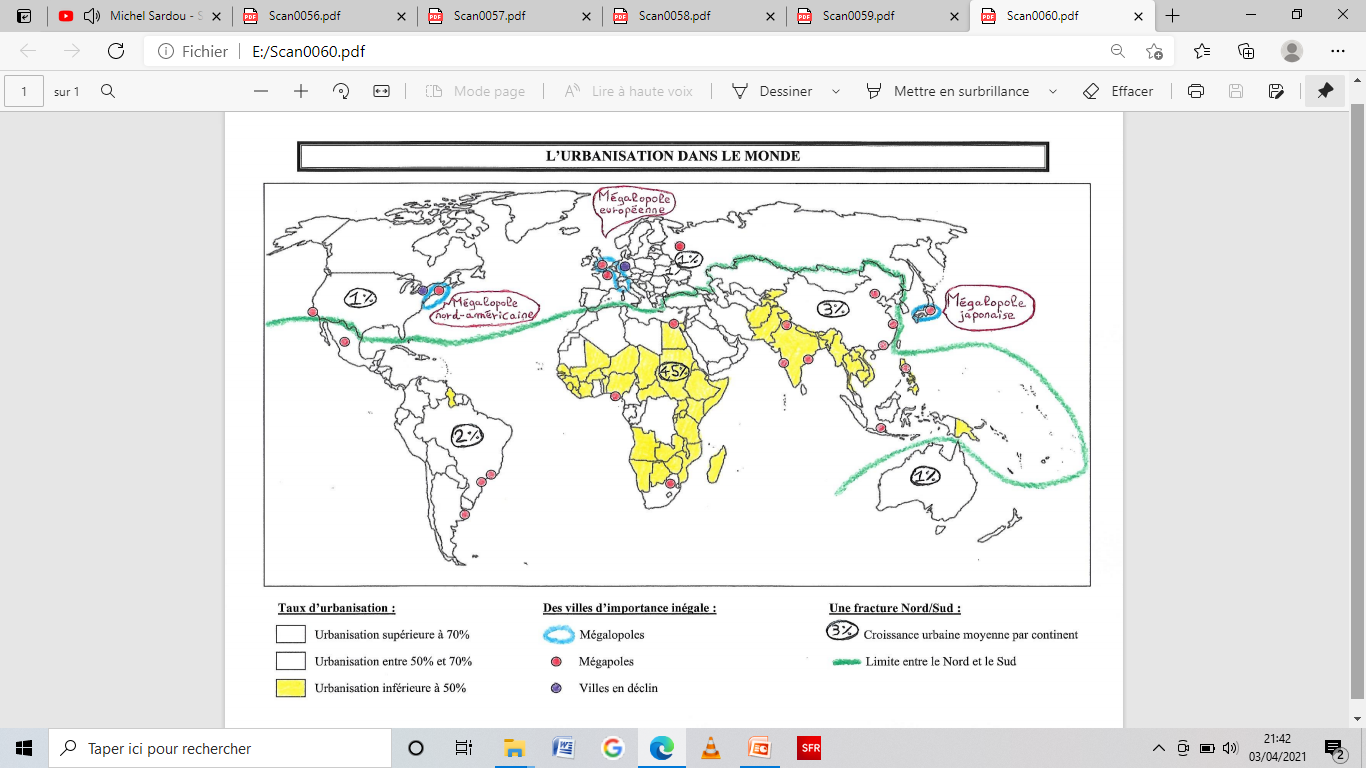 Michel Sardou - S
Scan0056.pdf
Scan0057.pdf
Scan0058.pdf
Scan0059.pdf
Scan0060.pdf
Fichier
E:/Scan0060.pdf
1
sur 1
Mode page
Lire à haute voix
Dessiner
Mettre en surbrillance
Effacer
L'URBANISATION DANS LE MONDE
Mégalopole
européenne
1%
1%
Mégalopole
nord-américaine
3%
Mégalopole
japonaise
4,5%
2%
1%
Taux d'urbanisation :
Urbanisation supérieure à 70%
Urbanisation entre 50% et 70%
Urbanisation inférieure à 50%
Des villes d'importance inégale :
Mégalopoles
Mégapoles
Villes en déclin
Une fracture Nord/Sud :
3% Croissance urbaine moyenne par continent
Limite entre le Nord et le Sud
Taper ici pour rechercher
SFR
21:42
03/04/2021
2